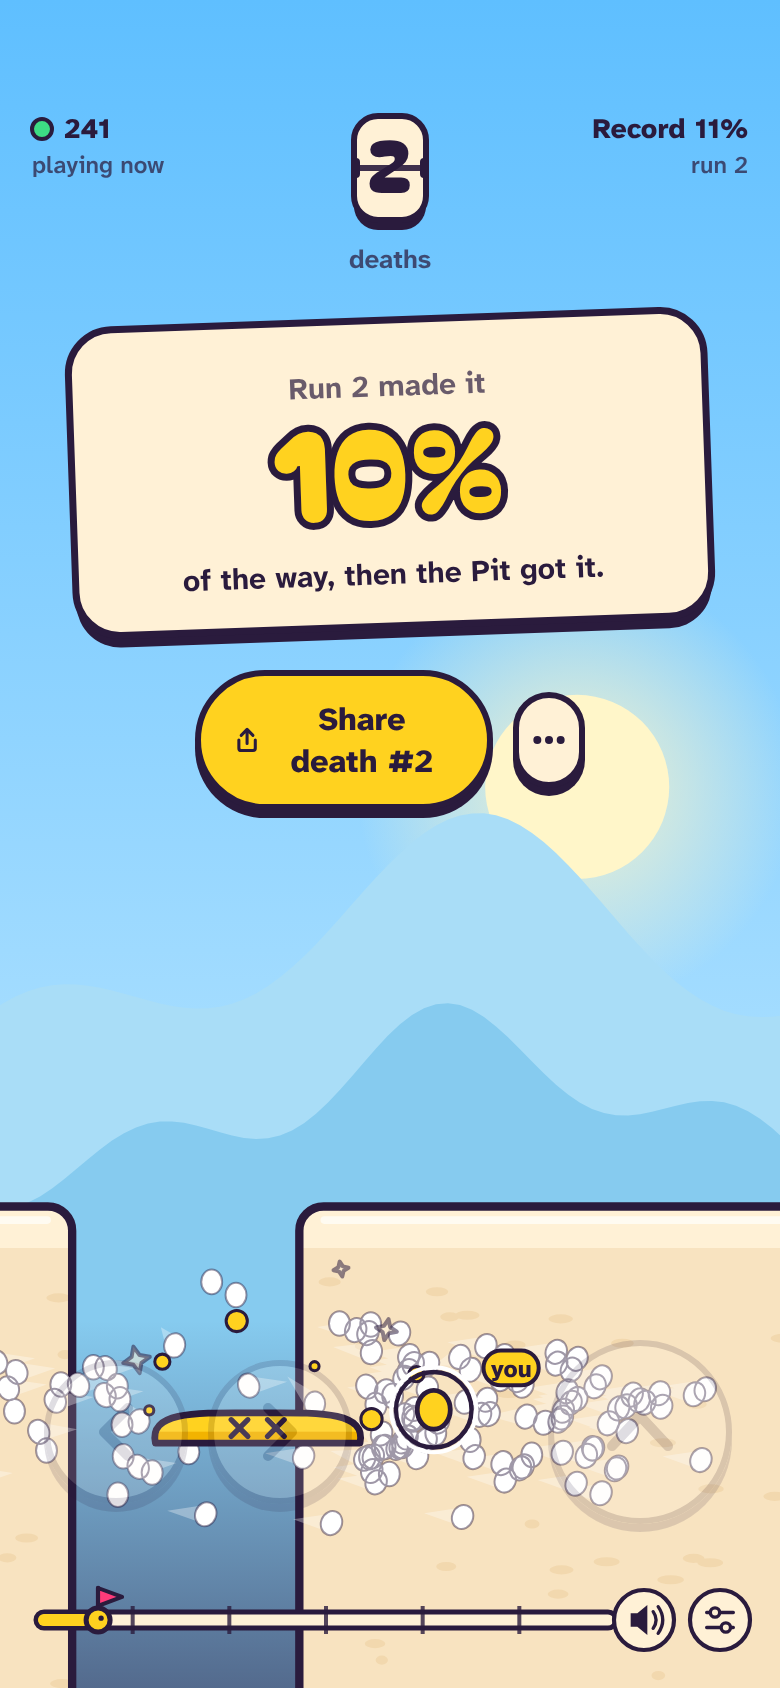 241
playing now
2
deaths
Record 11%
run 2
Run 2 made it
10%
of the way, then the Pit got it.
Share
death #2
you